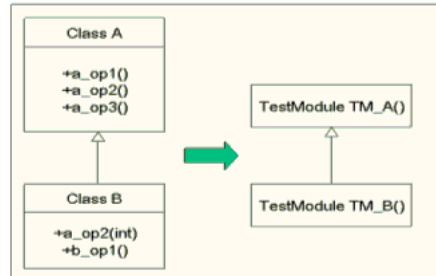 Class A
+a_op1()
+a_op2()
+a_op3()
TestModule TM_A()
Class B
+a_op2(int)
+b_op1()
TestModule TM_B()